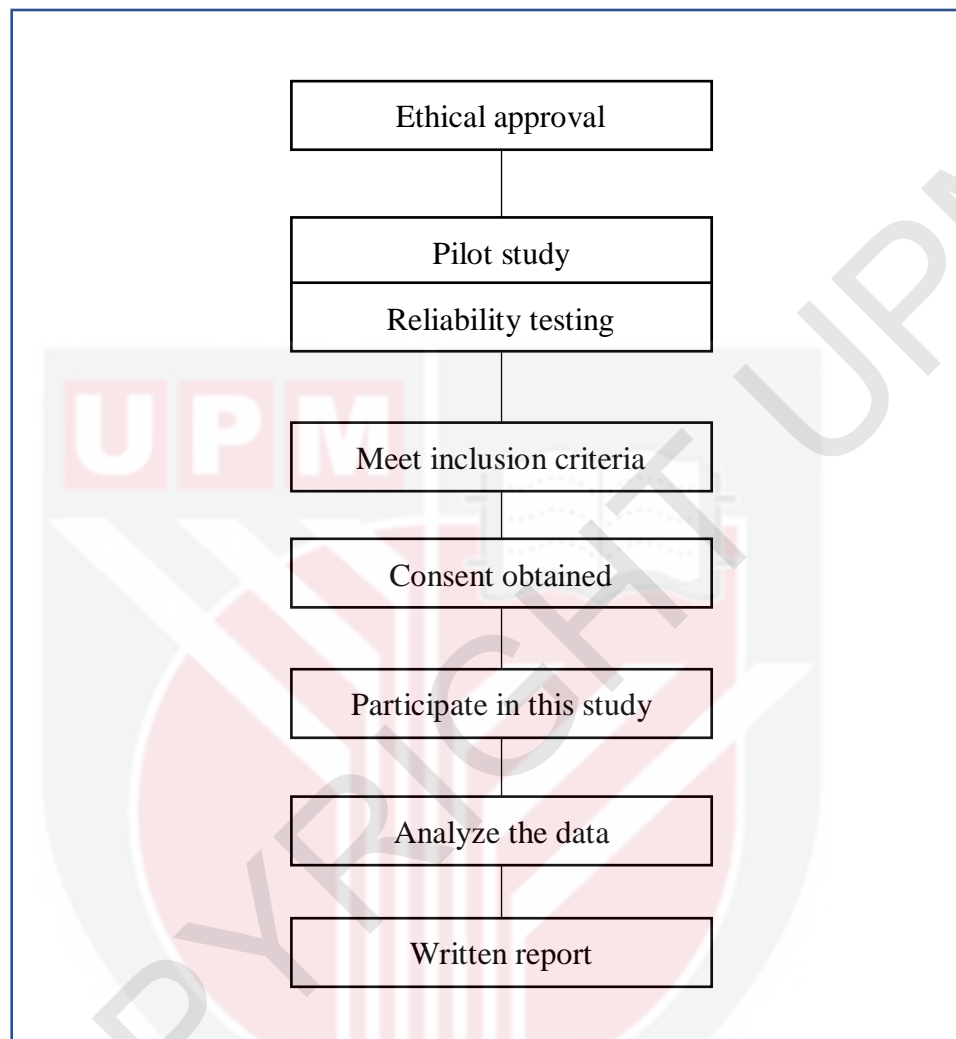 Ethical approval
Pilot study
Reliability testing
UPM
Meet inclusion criteria
Consent obtained
Participate in this study
Analyze the data
Written report
PYRIGHT UPM